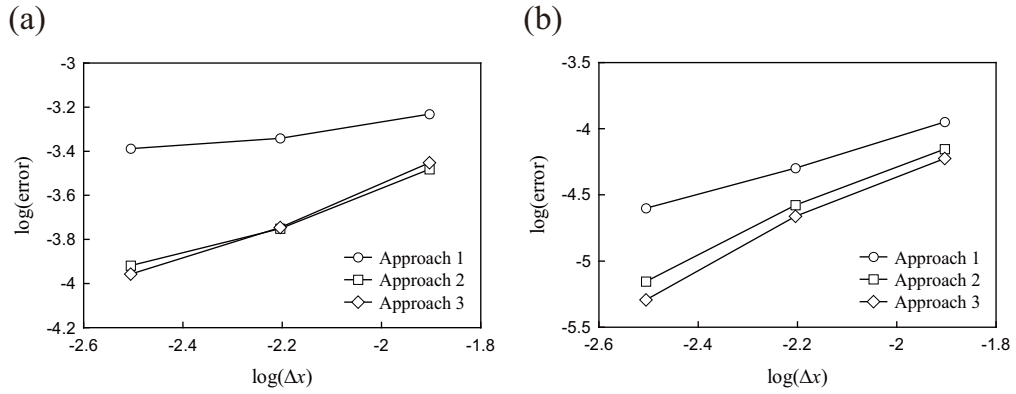 (a)
-3
-3.2
-3.4
-3.6
-3.8
-4
-4.2
log(error)
Approach 1
Approach 2
Approach 3
-2.6 -2.4 -2.2 -2 -1.8
log(Δx)
(b)
-3.5
-4
-4.5
-5
-5.5
log(error)
Approach 1
Approach 2
Approach 3
-2.6 -2.4 -2.2 -2 -1.8
log(Δx)